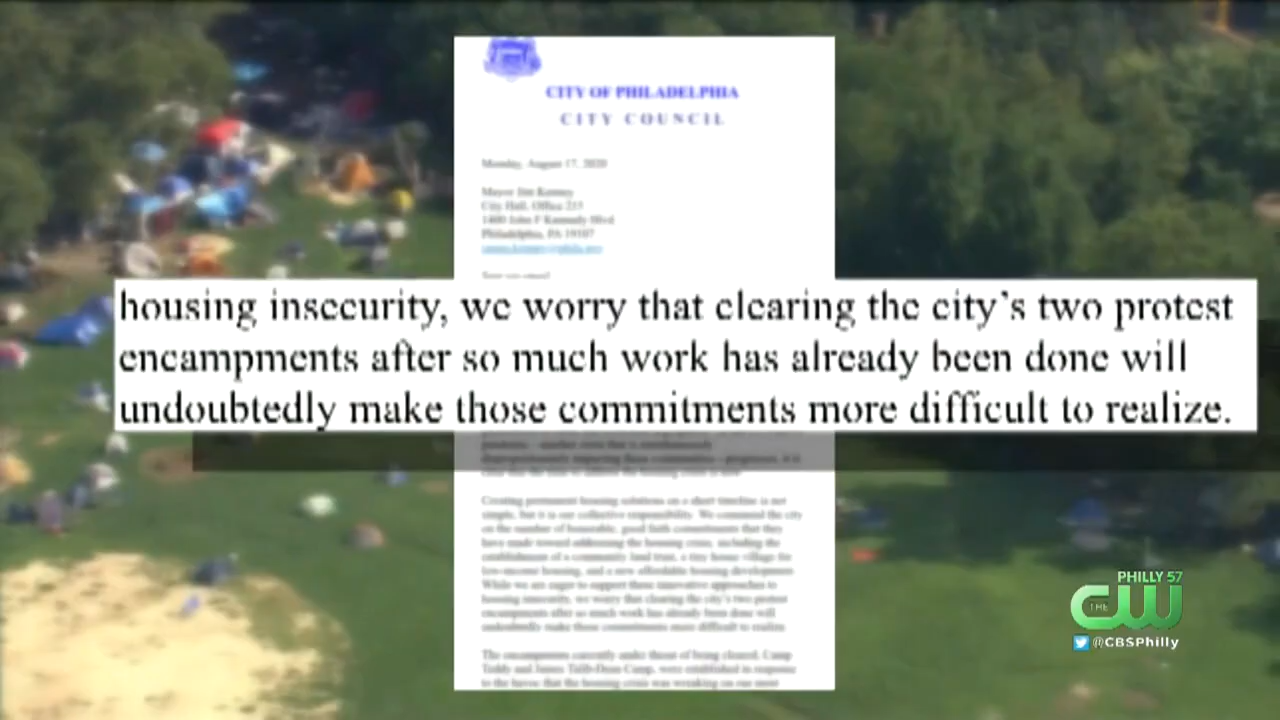 CITY OF PHILADELPHIA
CITY COUNCIL
Monday, August 17, 2020
Mayor Jim Kenney
City Hall, Office 215
1400 John F Kennedy Blvd
Philadelphia, PA 19107
james.kenney@phila.gov
Sent via email
housing insecurity, we worry that clearing the city's two protest
encampments after so much work has already been done will
undoubtedly make those commitments more difficult to realize.
Creating permanent housing solutions on a short timeline is not
simple, but it is our collective responsibility. We commend the city
on the number of honorable, good faith commitments that they
have made toward addressing the housing crisis, including the
establishment of a community land trust, a tiny house village for
low-income housing, and a new affordable housing development
While we are eager to support these innovative approaches to
housing insecurity, we worry that clearing the city's two protest
encampments after so much work has already been done will
undoubtedly make those commitments more difficult to realize
The encampments currently under threat of being cleared, Camp
Teddy and James Talib-Dean Camp, were established in response
to the havoc that the housing crisis was wreaking on our most
PHILLY 57
THE CW
@CBSPhilly